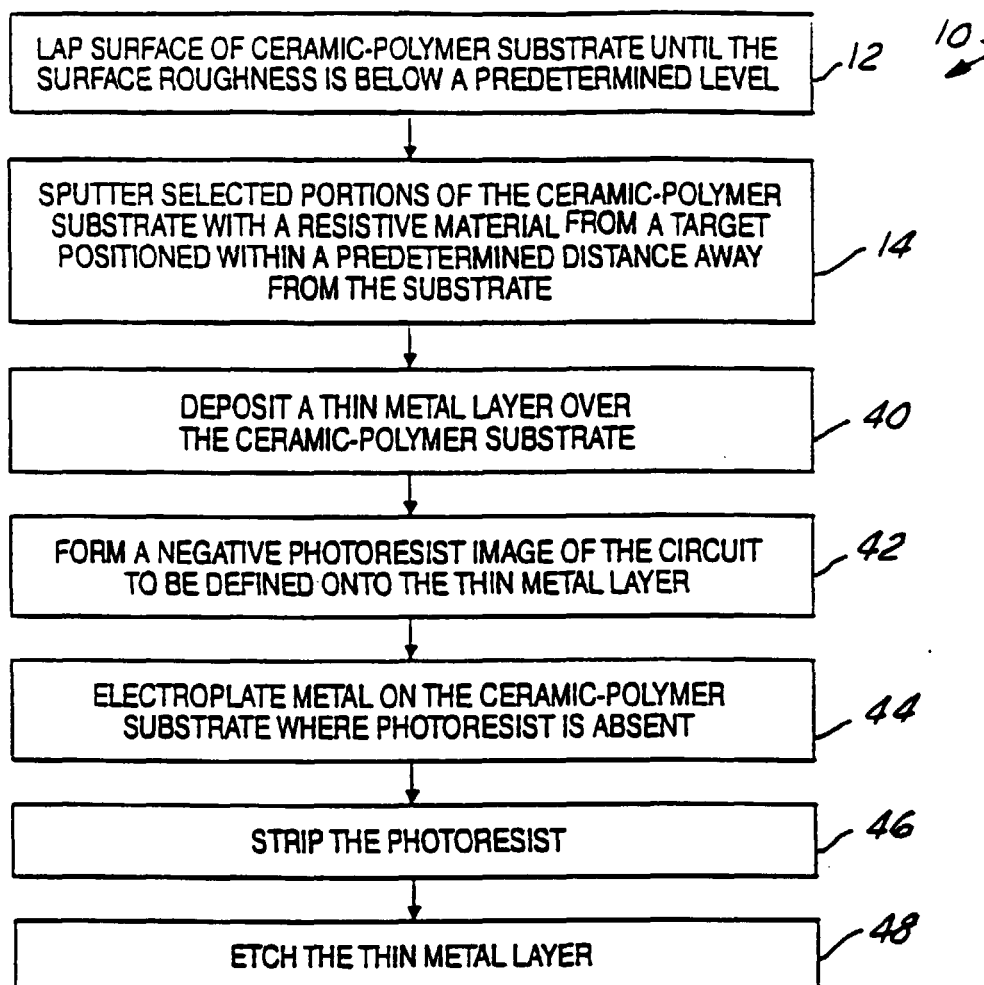 10
LAP SURFACE OF CERAMIC-POLYMER SUBSTRATE UNTIL THE
SURFACE ROUGHNESS IS BELOW A PREDETERMINED LEVEL
12
SPUTTER SELECTED PORTIONS OF THE CERAMIC-POLYMER
SUBSTRATE WITH A RESISTIVE MATERIAL FROM A TARGET
POSITIONED WITHIN A PREDETERMINED DISTANCE AWAY
FROM THE SUBSTRATE
14
DEPOSIT A THIN METAL LAYER OVER
THE CERAMIC-POLYMER SUBSTRATE.
40
FORM A NEGATIVE PHOTORESIST IMAGE OF THE CIRCUIT
TO BE DEFINED ONTO THE THIN METAL LAYER
42
ELECTROPLATE METAL ON THE CERAMIC-POLYMER
SUBSTRATE WHERE PHOTORESIST IS ABSENT.
44
STRIP THE PHOTORESIST
46
ETCH THE THIN METAL LAYER
48